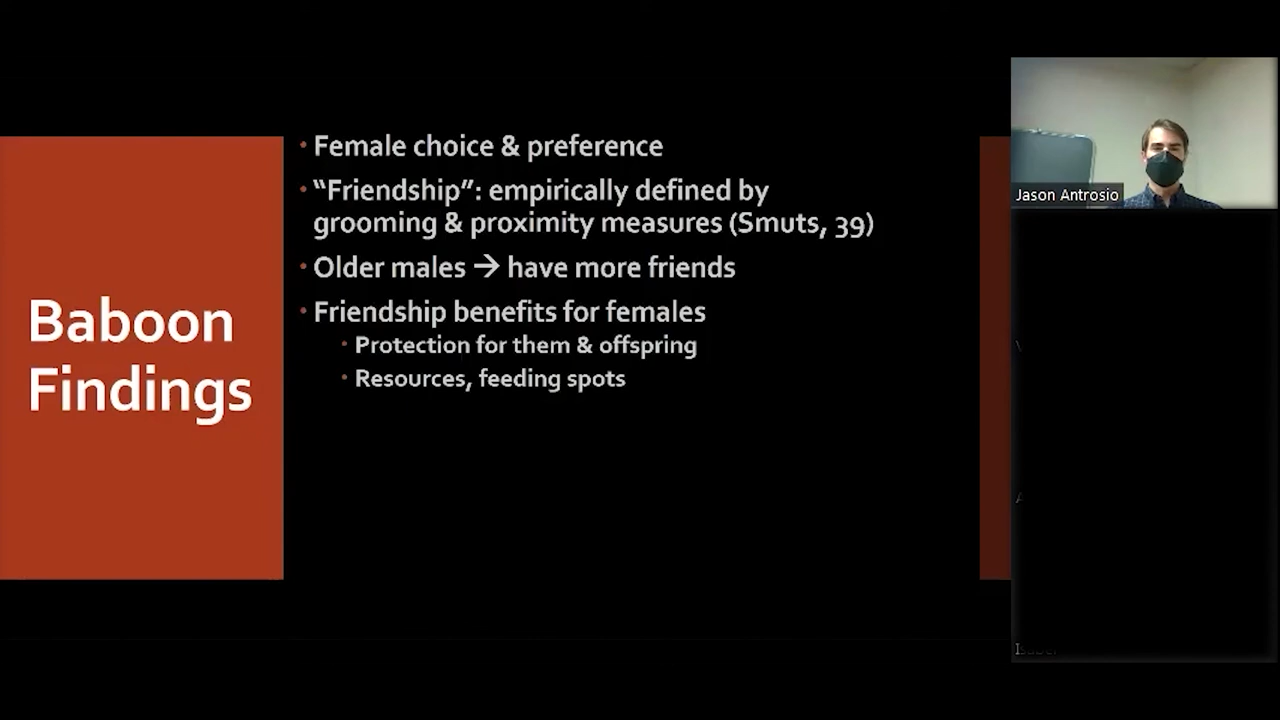 Baboon
Findings
• Female choice & preference
• “Friendship”: empirically defined by
grooming & proximity measures (Smuts, 39)
• Older males → have more friends
• Friendship benefits for females
• Protection for them & offspring
• Resources, feeding spots
Jason Antrosio